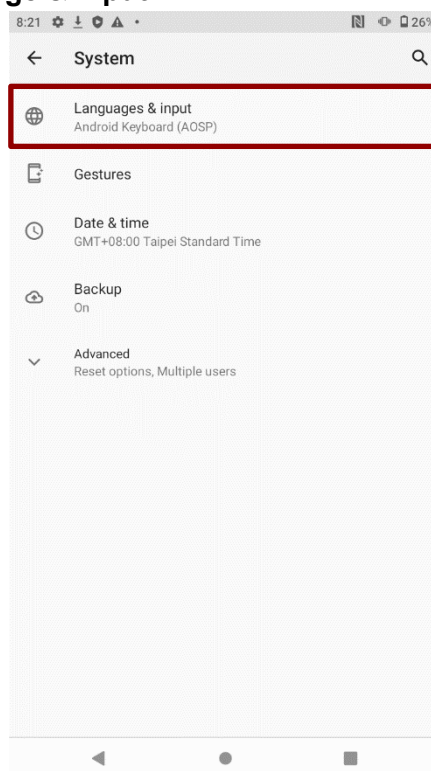 8:21 26%
System
Languages & input
Android Keyboard (AOSP)
Gestures
Date & time
GMT+08:00 Taipei Standard Time
Backup
On
Advanced
Reset options, Multiple users